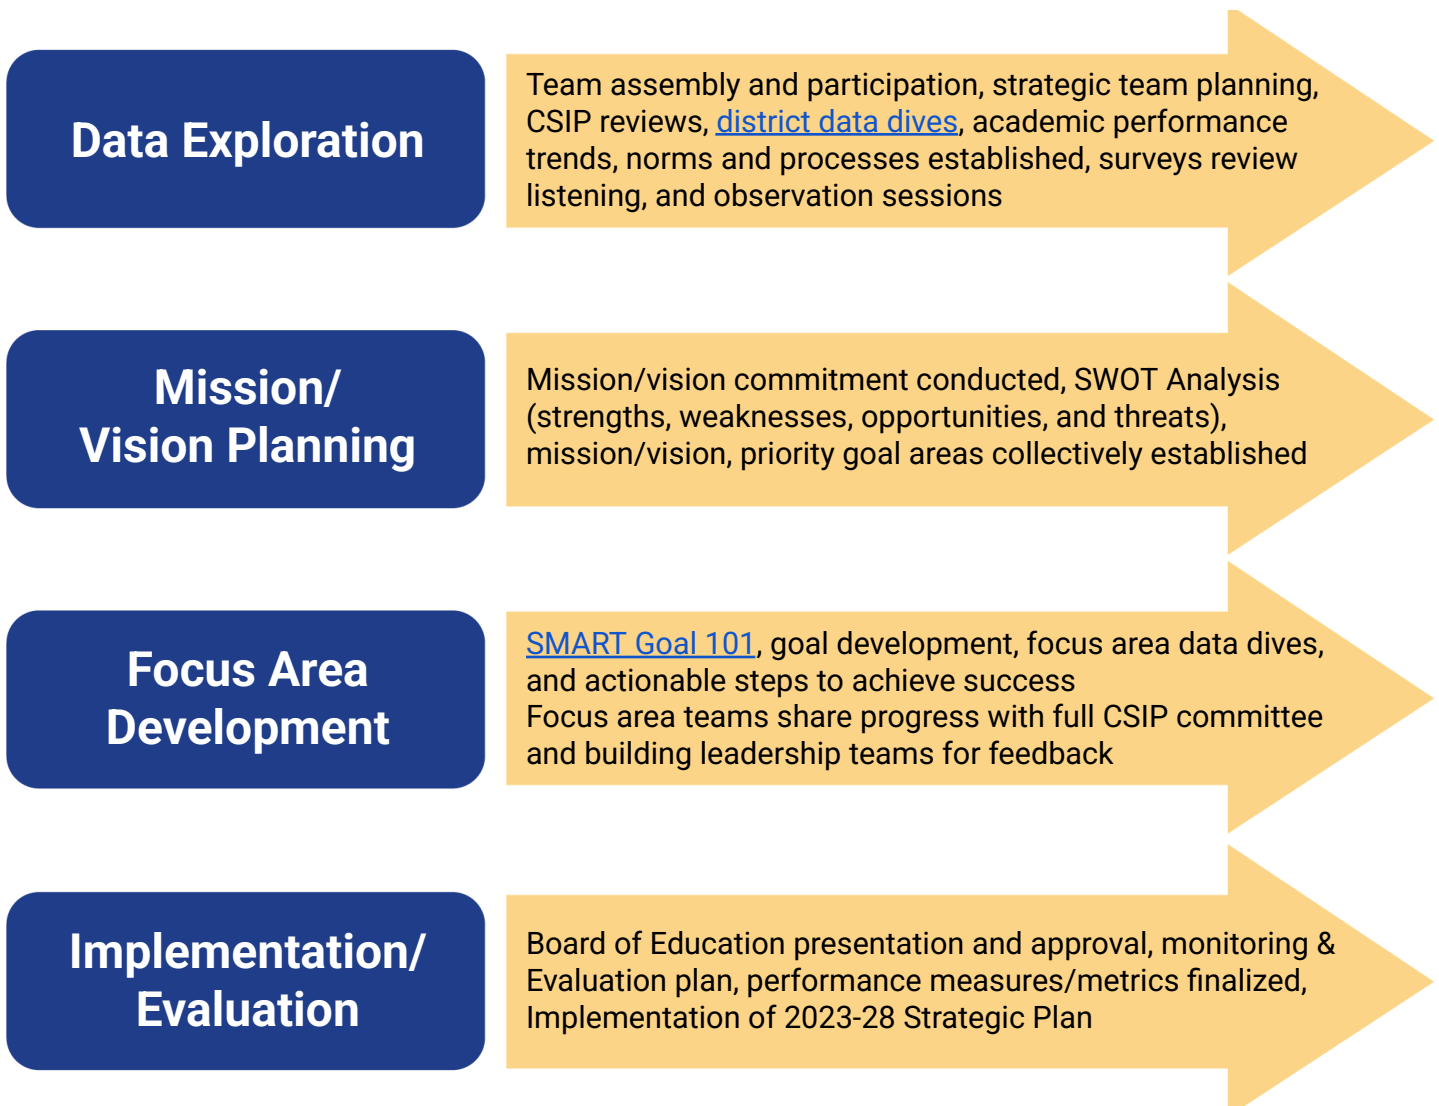 Data Exploration
Team assembly and participation, strategic team planning,
CSIP reviews, district data dives, academic performance
trends, norms and processes established, surveys review
listening, and observation sessions
Mission/
Vision Planning
Mission/vision commitment conducted, SWOT Analysis
(strengths, weaknesses, opportunities, and threats),
mission/vision, priority goal areas collectively established
Focus Area
Development
SMART Goal 101, goal development, focus area data dives,
and actionable steps to achieve success
Focus area teams share progress with full CSIP committee
and building leadership teams for feedback
Implementation/
Evaluation
Board of Education presentation and approval, monitoring &
Evaluation plan, performance measures/metrics finalized,
Implementation of 2023-28 Strategic Plan